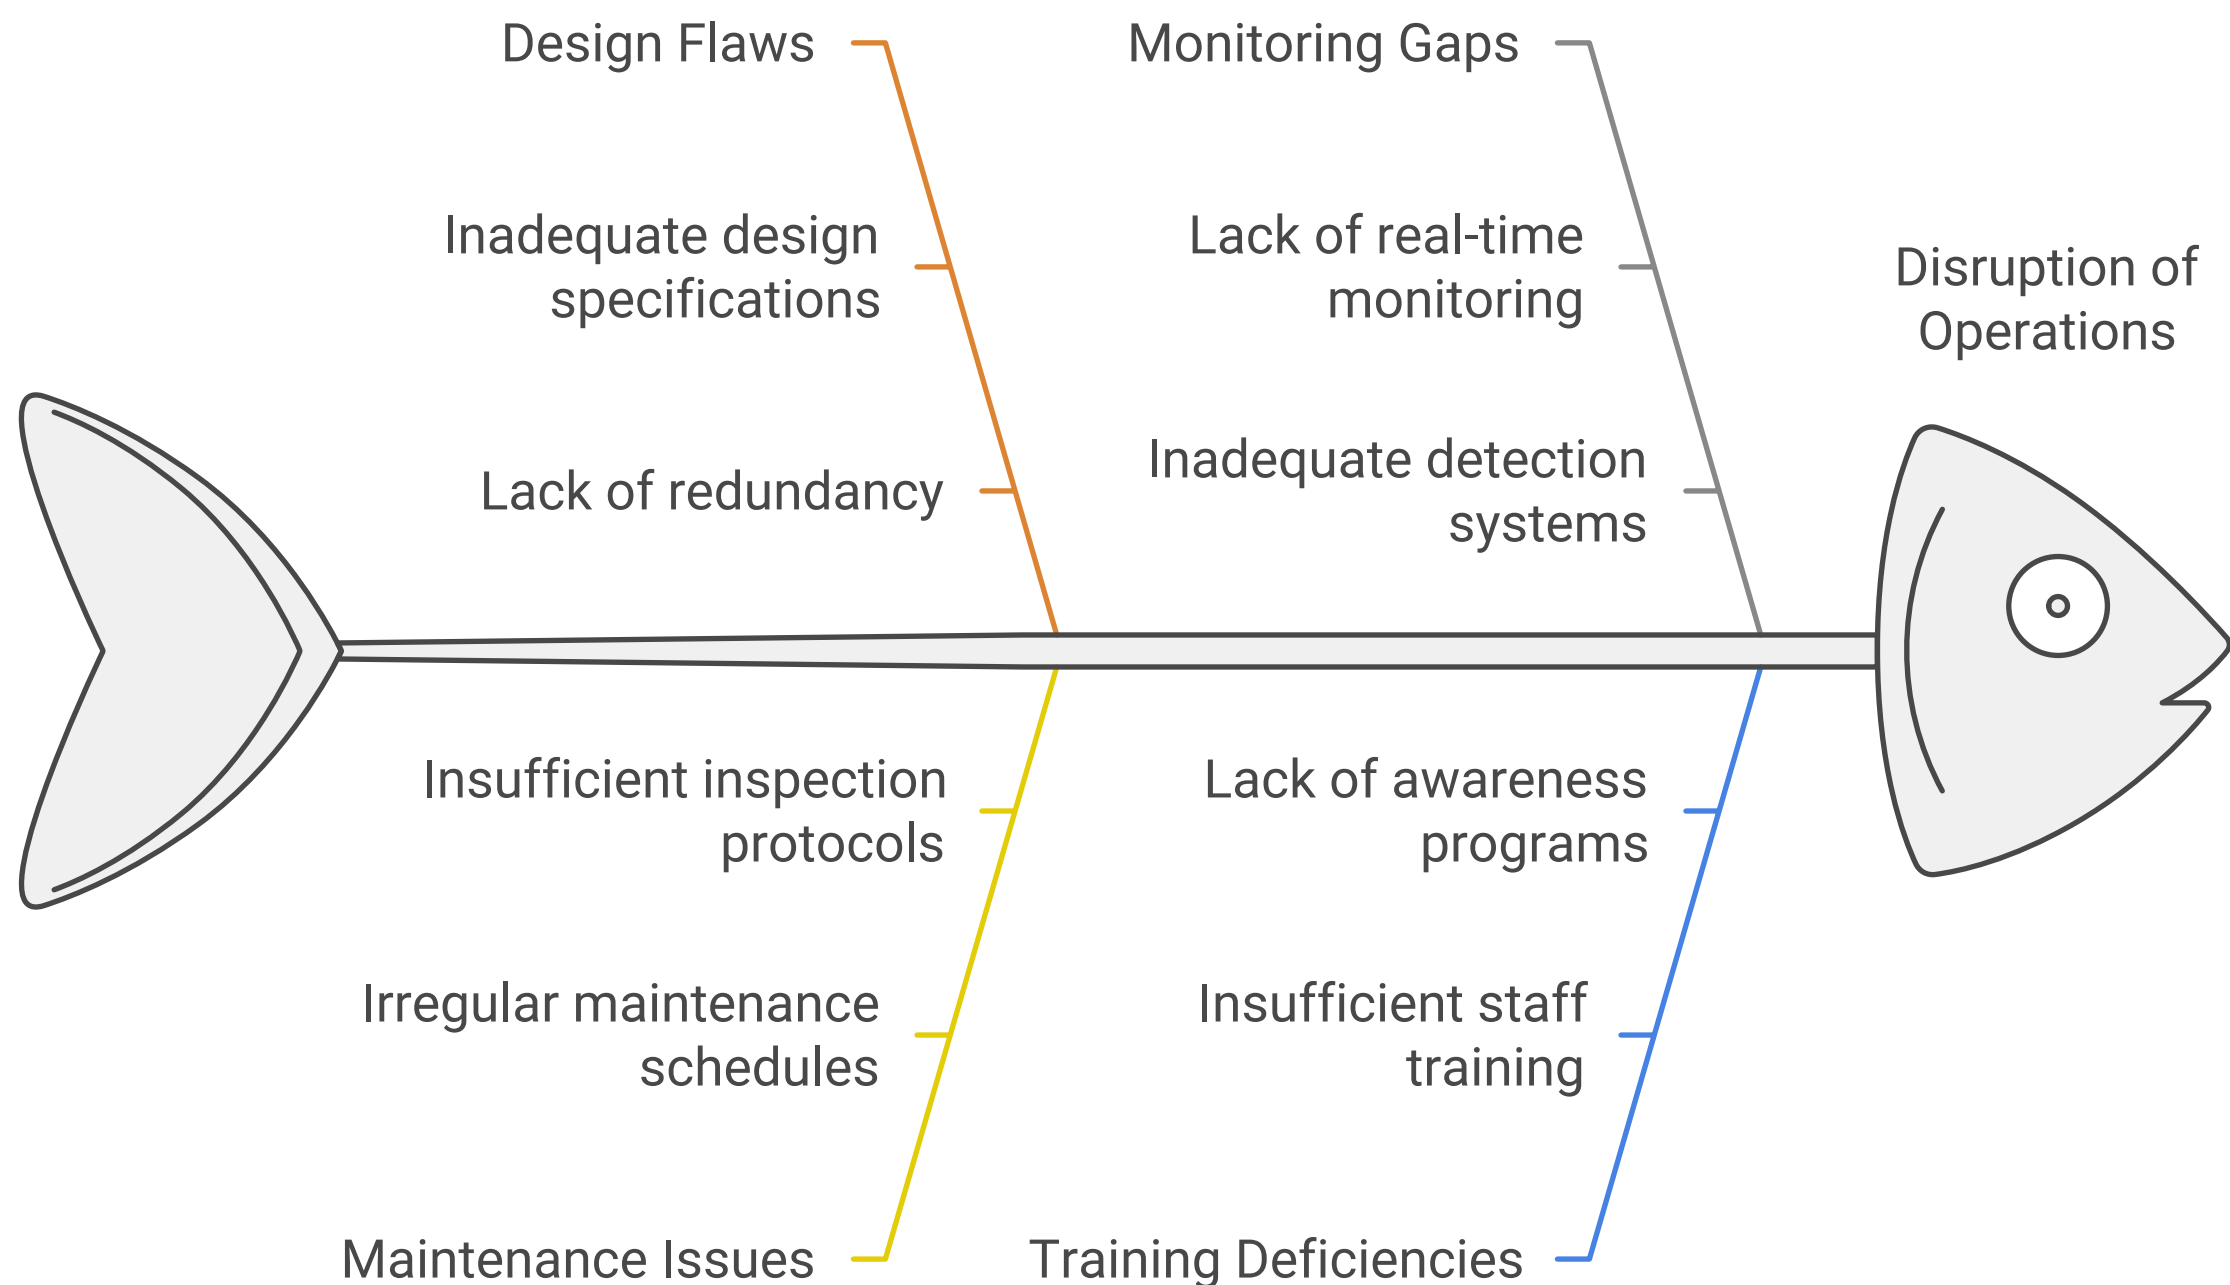 Design Flaws
Monitoring Gaps
Inadequate design
specifications
Lack of real-time
monitoring
Disruption of
Operations
Lack of redundancy
Inadequate detection
systems
Insufficient inspection
protocols
Lack of awareness
programs
Irregular maintenance
schedules
Insufficient staff
training
Maintenance Issues
Training Deficiencies